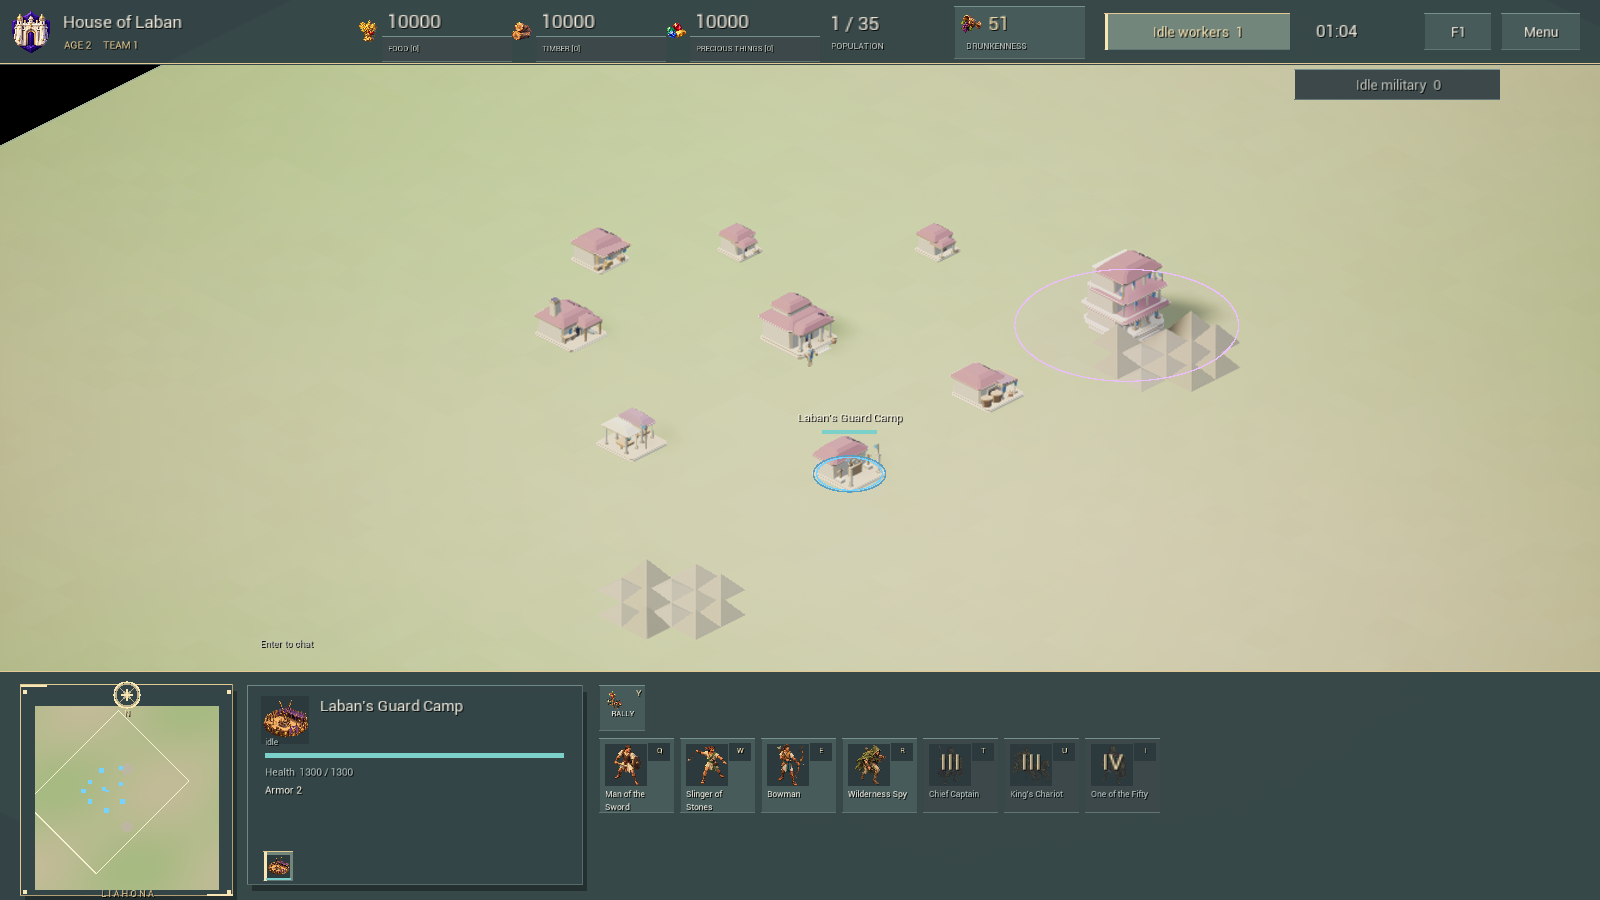 House of Laban
AGE 2 TEAM 1
10000
FOOD [0]
10000
TIMBER [0]
10000
PRECIOUS THINGS [0]
1 / 35
POPULATION
51
DRUNKENNESS
Idle workers 1
01:04
F1
Menu
Idle military 0
Laban's Guard Camp
Enter to chat
N
LIAHONA
Laban's Guard Camp
idle
Health 1300 / 1300
Armor 2
Y
RALLY
Q
Man of the
Sword
W
Slinger of
Stones
E
Bowman
R
Wilderness Spy
III
T
Chief Captain
III
U
King's Chariot
IV
I
One of the Fifty